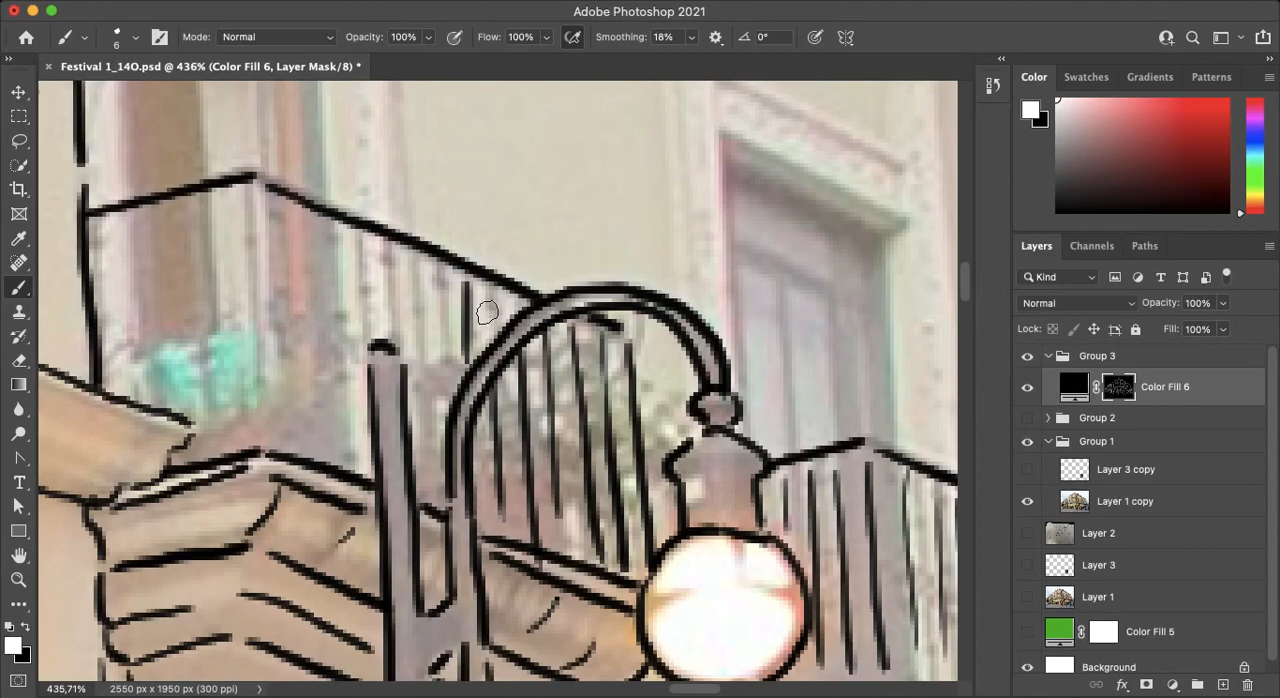 Adobe Photoshop 2021
6
Mode: Normal
Opacity: 100%
Flow: 100%
Smoothing: 18%
0°
Festival 1_14O.psd @ 436% (Color Fill 6, Layer Mask/8) *
Color
Swatches
Gradients
Patterns
Layers
Channels
Paths
Kind
Normal
Opacity: 100%
Lock:
Fill: 100%
Group 3
Color Fill 6
Group 2
Group 1
Layer 3 copy
Layer 1 copy
Layer 2
Layer 3
Layer 1
Color Fill 5
Background
435,71%
2550 px x 1950 px (300 ppi)